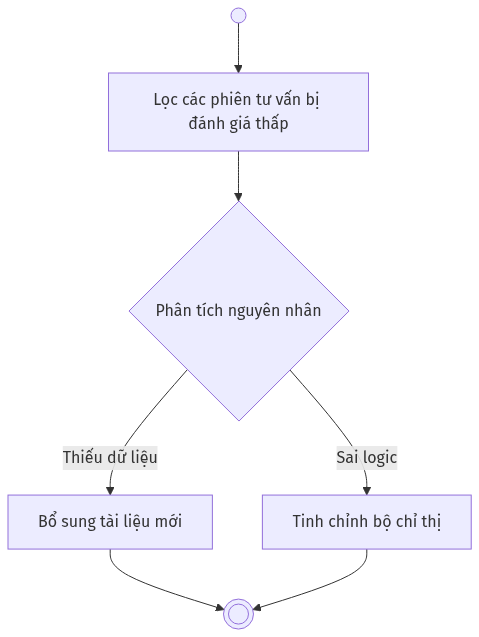 Lọc các phiên tư vấn bị
đánh giá thấp
Phân tích nguyên nhân
Thiếu dữ liệu
Sai logic
Bổ sung tài liệu mới
Tinh chỉnh bộ chỉ thị